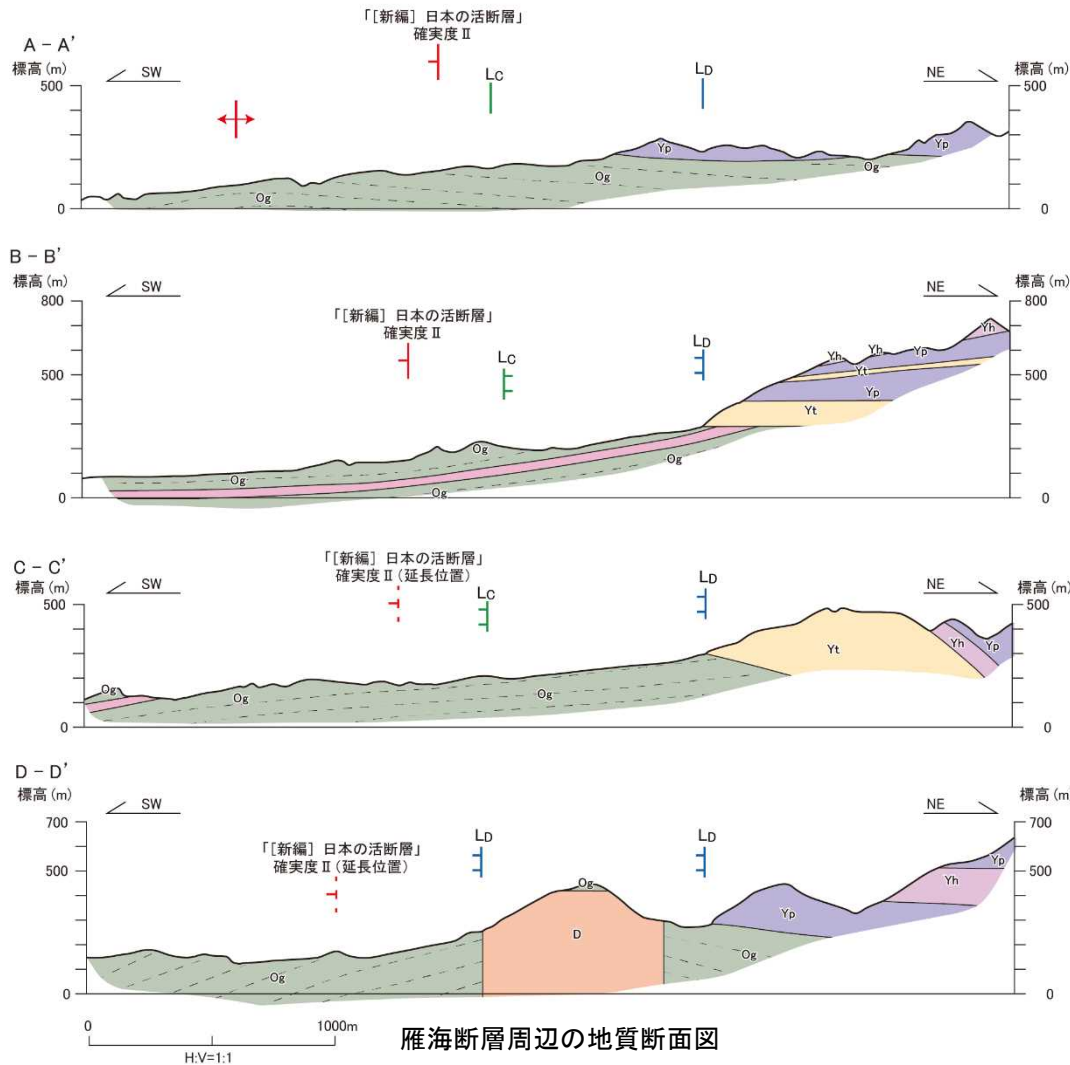 A - A'
「[新編] 日本の活断層」
確実度Ⅱ
標高 (m)
SW
LC
LD
NE
標高 (m)
500
500
Yp
Yp
Og
Og
Og
0
0
B - B'
標高 (m)
SW
NE
標高 (m)
800
800
「[新編] 日本の活断層」
確実度Ⅱ
LC
LD
Yh
Yh
Yh
Yp
Yt
500
500
Yp
Yt
Og
Og
Og
Og
0
0
C - C'
「[新編] 日本の活断層」
確実度Ⅱ(延長位置)
標高 (m)
SW
LC
LD
NE
標高 (m)
500
500
Yt
Yh
Yp
Og
Og
Og
0
0
D - D'
標高 (m)
SW
NE
標高 (m)
700
700
「[新編] 日本の活断層」
確実度Ⅱ(延長位置)
LD
LD
500
500
Og
Yp
Yh
Yp
D
Og
Og
0
0
0
1000m
H:V=1:1
雁海断層周辺の地質断面図